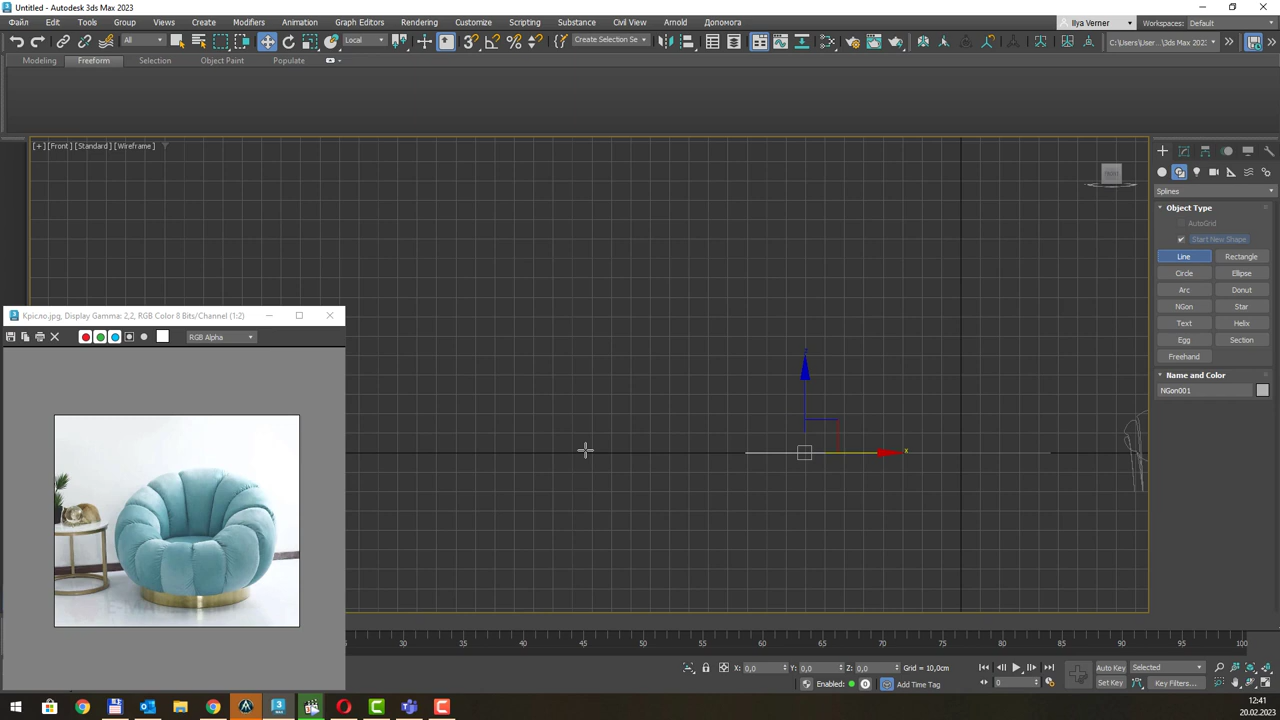 Untitled - Autodesk 3ds Max 2023
File Edit Tools Group Views Create Modifiers Animation Graph Editors Rendering Customize Scripting Substance Civil View Arnold Допомога
Ilya Verner Workspaces: Default
All Local Create Selection Se C:\Users\User...\3ds Max 202:
Modeling Freeform Selection Object Paint Populate
[+] [Front] [Standard] [Wireframe]
Splines
Object Type
AutoGrid
Start New Shape
Line Rectangle
Circle Ellipse
Arc Donut
NGon Star
Text Helix
Egg Section
Freehand
Name and Color
NGon001
Крісло.jpg, Display Gamma: 2,2, RGB Color 8 Bits/Channel (1:2)
RGB Alpha
x
30 35 40 45 50 55 60 65 70 75 80 85 90 95 100
X: 0,0 Y: 0,0 Z: 0,0 Grid = 10,0cm
Auto Key Selected
Enabled: Add Time Tag
0 Set Key Key Filters...
12:41
20.02.2023